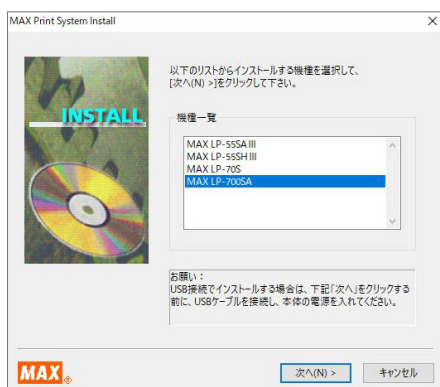 MAX Print System Install
以下のリストからインストールする機種を選択して、
[次へ(N) >]をクリックして下さい。
INSTALL
機種一覧
MAX LP-55SAⅢ
MAX LP-55SHⅢ
MAX LP-70S
MAX LP-700SA
お願い：
USB接続でインストールする場合は、下記「次へ」をクリックする
前に、USBケーブルを接続し、本体の電源を入れてください。
MAX®
次へ(N) >
キャンセル